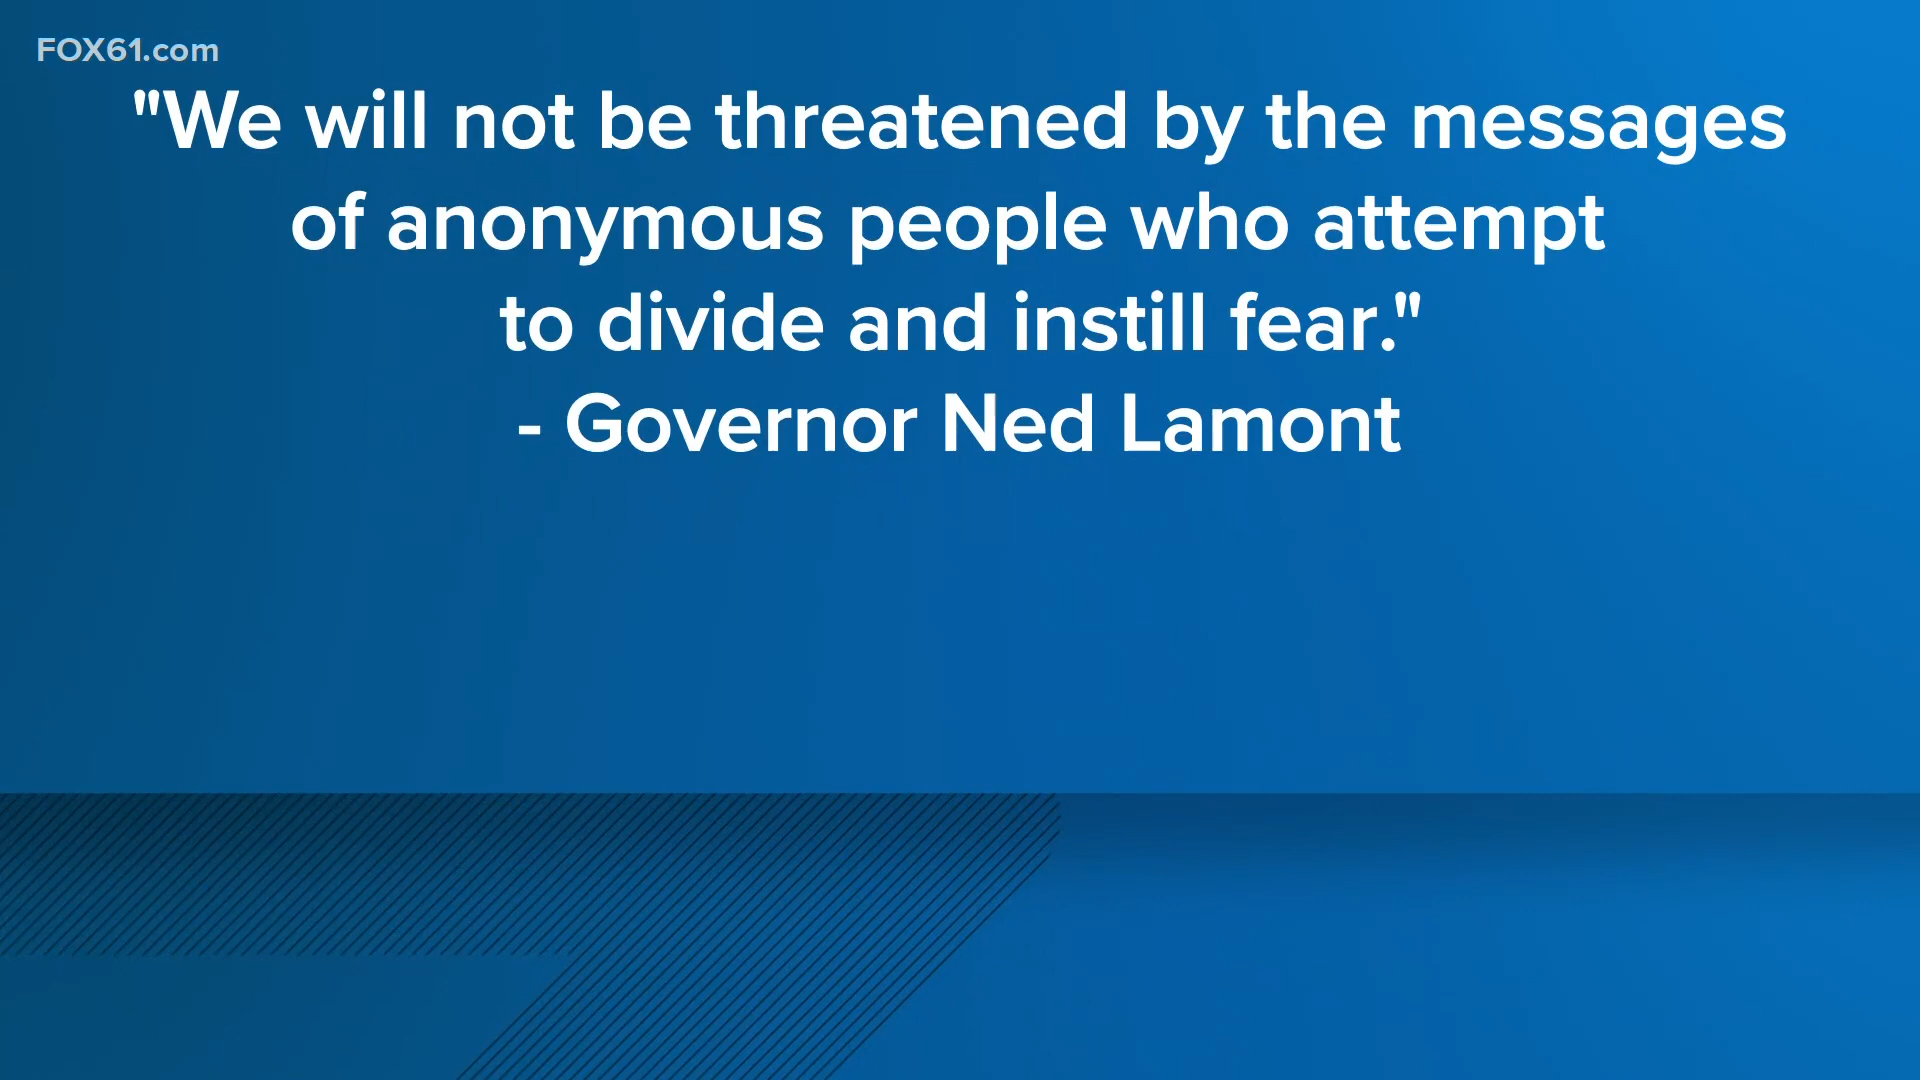 FOX61.com
"We will not be threatened by the messages
of anonymous people who attempt
to divide and instill fear."
- Governor Ned Lamont